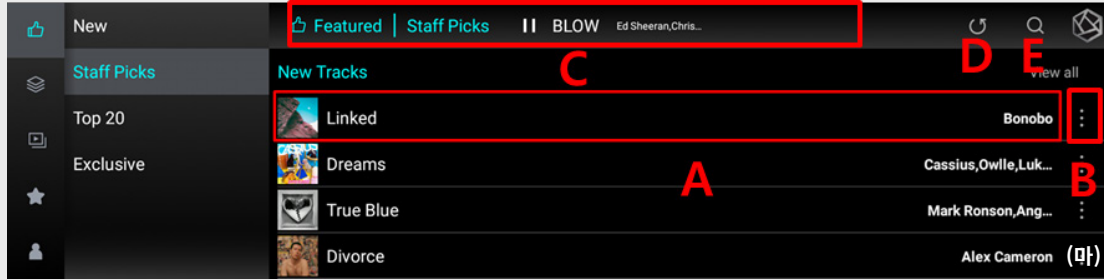 New
Featured | Staff Picks BLOW Ed Sheeran,Chris...
D E
Staff Picks
New Tracks
C
View all
Top 20
Linked Bonobo
Exclusive
Dreams Cassius,Owlle,Luk...
A B
True Blue Mark Ronson,Ang...
Divorce Alex Cameron (마)